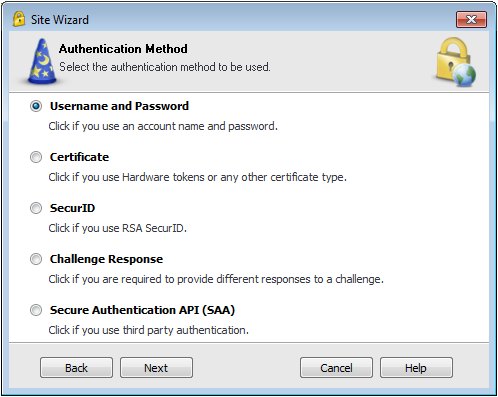 Site Wizard
Authentication Method
Select the authentication method to be used.
Username and Password
Click if you use an account name and password.
Certificate
Click if you use Hardware tokens or any other certificate type.
SecurID
Click if you use RSA SecurID.
Challenge Response
Click if you are required to provide different responses to a challenge.
Secure Authentication API (SAA)
Click if you use third party authentication.
Back Next Cancel Help